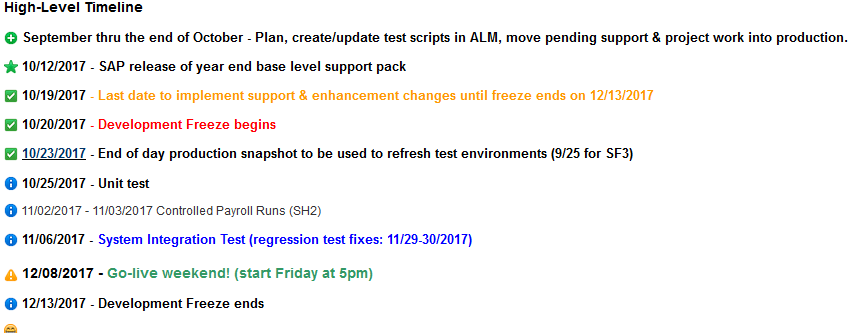 High-Level Timeline
September thru the end of October - Plan, create/update test scripts in ALM, move pending support & project work into production.
10/12/2017 - SAP release of year end base level support pack
10/19/2017 - Last date to implement support & enhancement changes until freeze ends on 12/13/2017
10/20/2017 - Development Freeze begins
10/23/2017 - End of day production snapshot to be used to refresh test environments (9/25 for SF3)
10/25/2017 - Unit test
11/02/2017 - 11/03/2017 Controlled Payroll Runs (SH2)
11/06/2017 - System Integration Test (regression test fixes: 11/29-30/2017)
12/08/2017 - Go-live weekend! (start Friday at 5pm)
12/13/2017 - Development Freeze ends